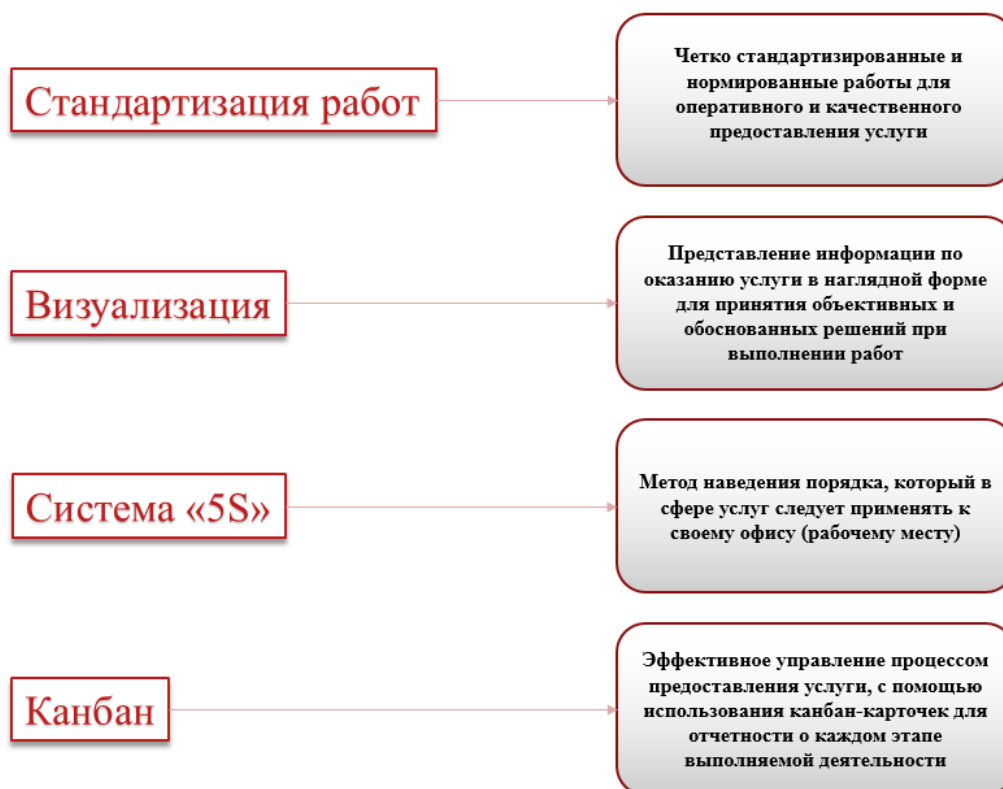 Стандартизация работ
Четко стандартизированные и
нормированные работы для
оперативного и качественного
предоставления услуги
Визуализация
Представление информации по
оказанию услуги в наглядной форме
для принятия объективных и
обоснованных решений при
выполнении работ
Система «5S»
Метод наведения порядка, который в
сфере услуг следует применять к
своему офису (рабочему месту)
Канбан
Эффективное управление процессом
предоставления услуги, с помощью
использования канбан-карточек для
отчетности о каждом этапе
выполняемой деятельности